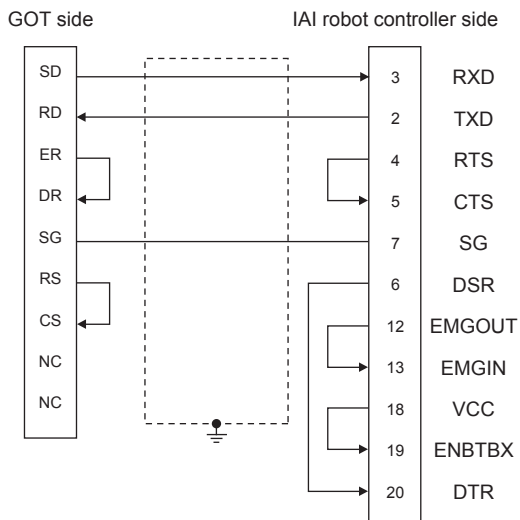 GOT side IAI robot controller side
SD 3 RXD
RD 2 TXD
ER 4 RTS
DR 5 CTS
SG 7 SG
RS 6 DSR
CS 12 EMGOUT
NC 13 EMGIN
NC 18 VCC
19 ENBTBX
20 DTR